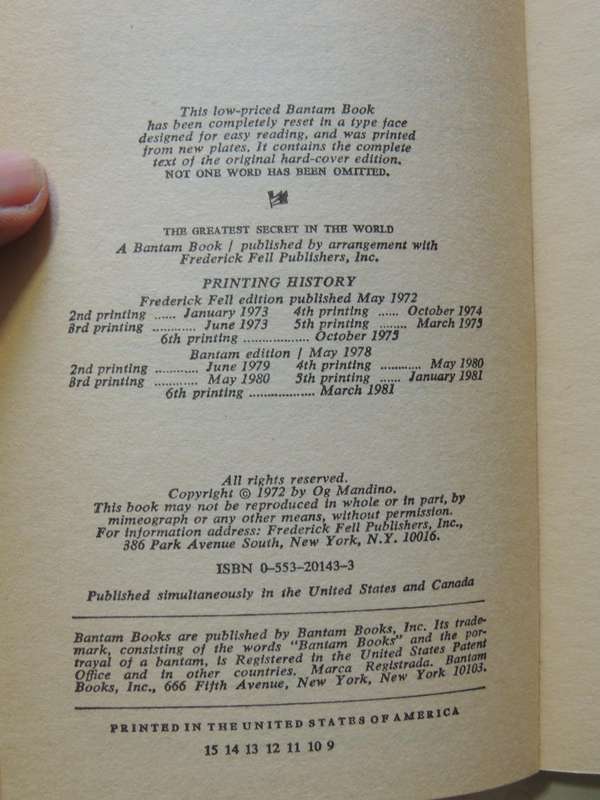 This low-priced Bantam Book
has been completely reset in a type face
designed for easy reading, and was printed
from new plates. It contains the complete
text of the original hard-cover edition.
NOT ONE WORD HAS BEEN OMITTED.
THE GREATEST SECRET IN THE WORLD
A Bantam Book / published by arrangement with
Frederick Fell Publishers, Inc.
PRINTING HISTORY
Frederick Fell edition published May 1972
2nd printing ...... January 1973 4th printing ...... October 1974
3rd printing ............ June 1973 5th printing ........ March 1975
6th printing ................... October 1975
Bantam edition / May 1978
2nd printing ............ June 1979 4th printing ............ May 1980
3rd printing ............ May 1980 5th printing ...... January 1981
6th printing ................... March 1981
All rights reserved.
Copyright © 1972 by Og Mandino.
This book may not be reproduced in whole or in part, by
mimeograph or any other means, without permission.
For information address: Frederick Fell Publishers, Inc.,
386 Park Avenue South, New York, N.Y. 10016.
ISBN 0-553-20143-3
Published simultaneously in the United States and Canada
Bantam Books are published by Bantam Books, Inc. Its trade-
mark, consisting of the words "Bantam Books" and the por-
trayal of a bantam, is Registered in the United States Patent
Office and in other countries. Marca Registrada. Bantam
Books, Inc., 666 Fifth Avenue, New York, New York 10103.
PRINTED IN THE UNITED STATES OF AMERICA
15 14 13 12 11 10 9